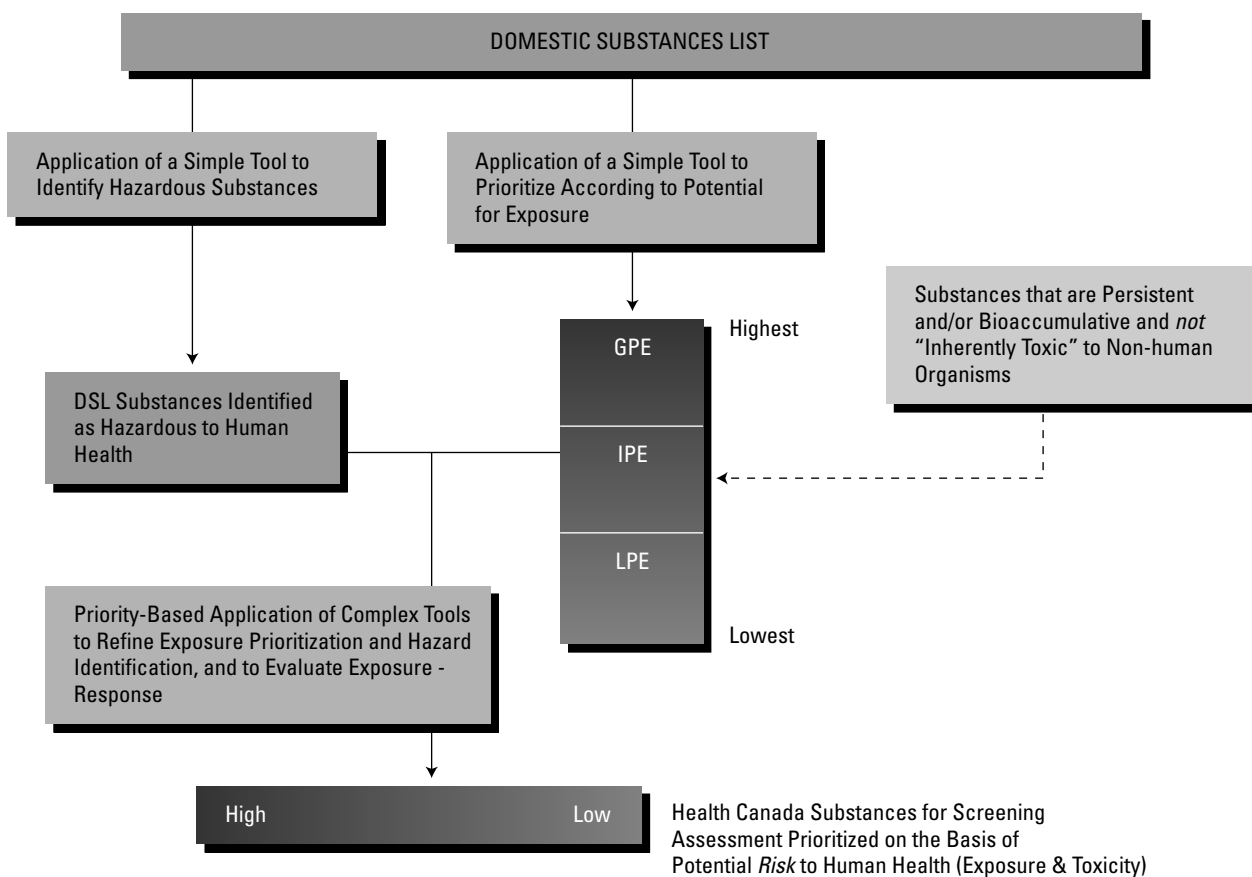 DOMESTIC SUBSTANCES LIST
Application of a Simple Tool to
Identify Hazardous Substances
Application of a Simple Tool to
Prioritize According to Potential
for Exposure
Substances that are Persistent
and/or Bioaccumulative and not
“Inherently Toxic” to Non-human
Organisms
Highest
GPE
IPE
LPE
Lowest
DSL Substances Identified
as Hazardous to Human
Health
Priority-Based Application of Complex Tools
to Refine Exposure Prioritization and Hazard
Identification, and to Evaluate Exposure -
Response
High
Low
Health Canada Substances for Screening
Assessment Prioritized on the Basis of
Potential Risk to Human Health (Exposure & Toxicity)